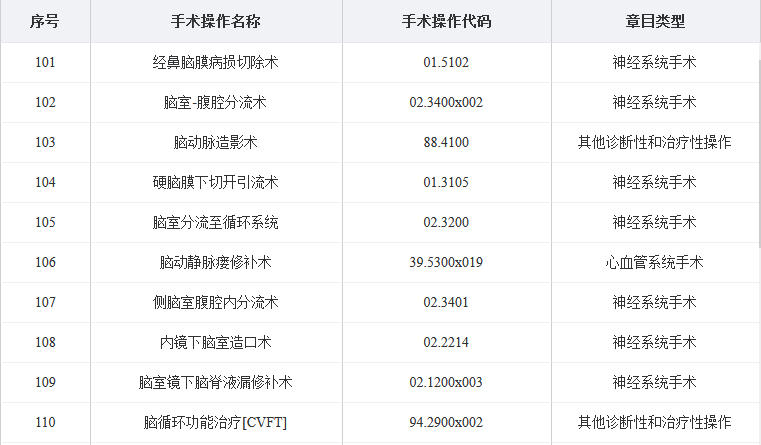 序号 手术操作名称 手术操作代码 章目类型
101 经鼻脑膜病损切除术 01.5102 神经系统手术
102 脑室-腹腔分流术 02.3400x002 神经系统手术
103 脑动脉造影术 88.4100 其他诊断性和治疗性操作
104 硬脑膜下切开引流术 01.3105 神经系统手术
105 脑室分流至循环系统 02.3200 神经系统手术
106 脑动静脉瘘修补术 39.5300x019 心血管系统手术
107 侧脑室腹腔内分流术 02.3401 神经系统手术
108 内镜下脑室造口术 02.2214 神经系统手术
109 脑室镜下脑脊液漏修补术 02.1200x003 神经系统手术
110 脑循环功能治疗[CVFT] 94.2900x002 其他诊断性和治疗性操作